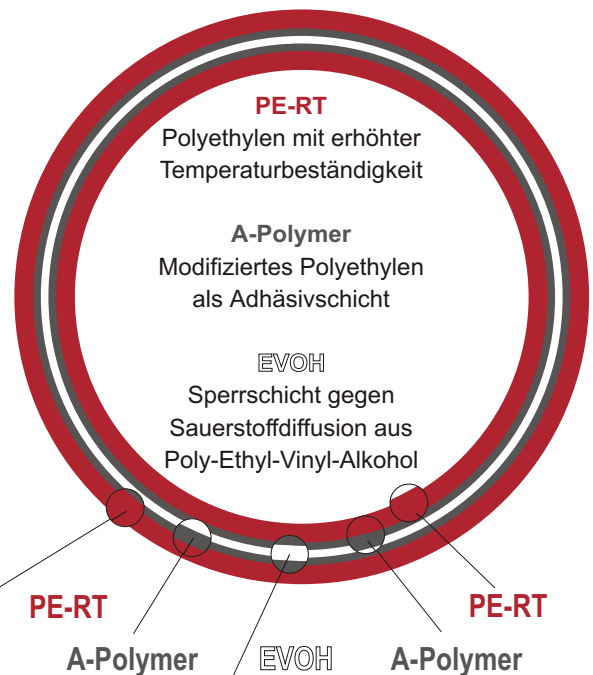 PE-RT
Polyethylen mit erhöhter
Temperaturbeständigkeit
A-Polymer
Modifiziertes Polyethylen
als Adhäsivschicht
EVOH
Sperrschicht gegen
Sauerstoffdiffusion aus
Poly-Ethyl-Vinyl-Alkohol
PE-RT
PE-RT
A-Polymer
EVOH
A-Polymer